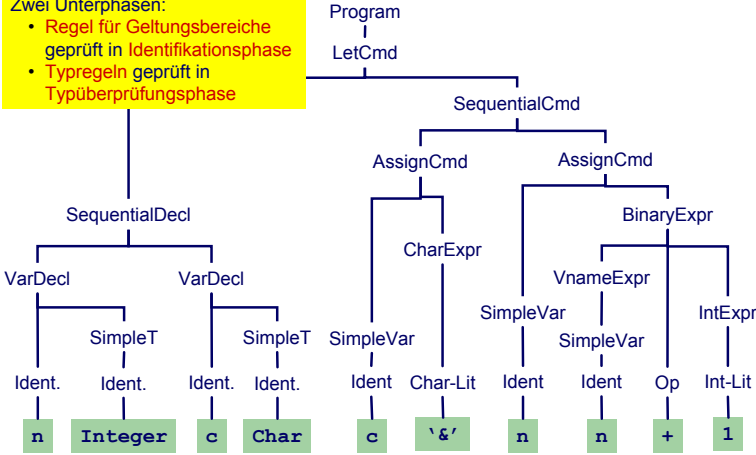 Zwei Unterphasen:
• Regel für Geltungsbereiche
geprüft in Identifikationsphase
• Typregeln geprüft in
Typüberprüfungsphase
Program
LetCmd
SequentialCmd
AssignCmd AssignCmd
SequentialDecl BinaryExpr
CharExpr
VarDecl VarDecl VnameExpr
SimpleVar IntExpr
SimpleT SimpleT SimpleVar SimpleVar
Ident. Ident. Ident. Ident. Ident Char-Lit Ident Ident Op Int-Lit
n Integer c Char c ‘&’ n n + 1